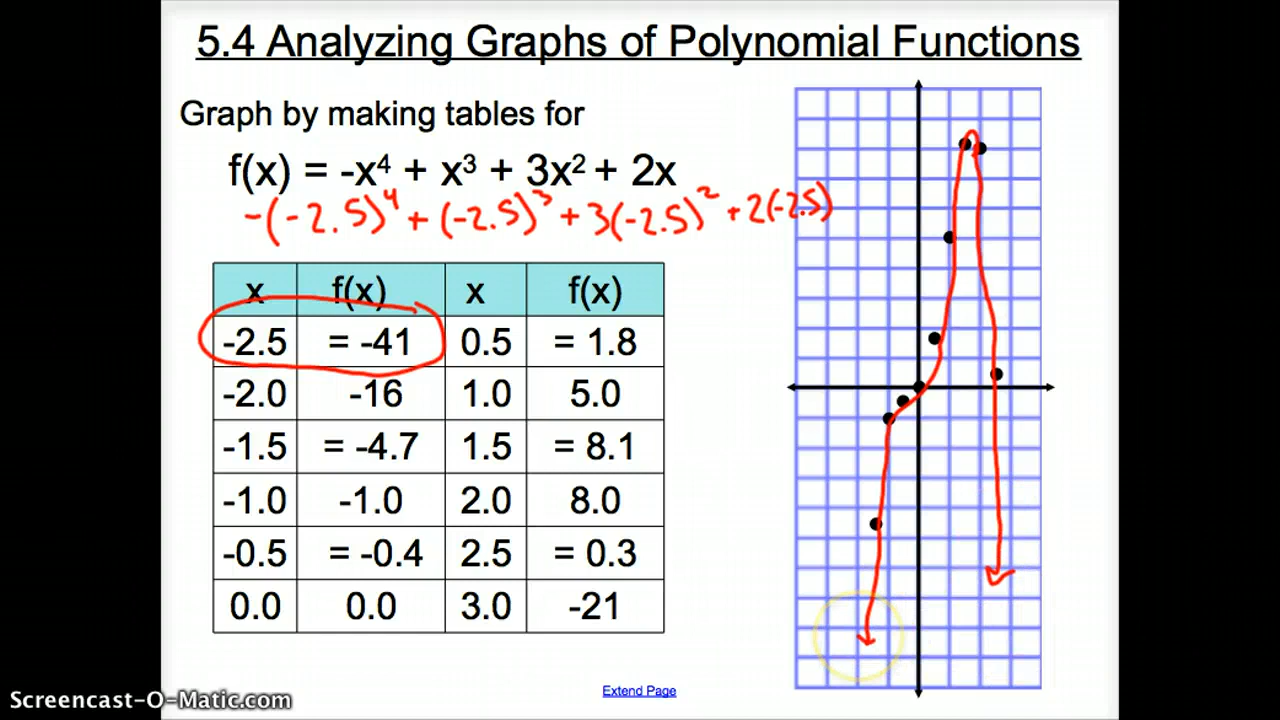 5.4 Analyzing Graphs of Polynomial Functions
Graph by making tables for
f(x) = -x⁴ + x³ + 3x² + 2x
-(-2.5)⁴ + (-2.5)³ + 3(-2.5)² + 2(-2.5)
x f(x) x f(x)
-2.5 = -41 0.5 = 1.8
-2.0 -16 1.0 5.0
-1.5 = -4.7 1.5 = 8.1
-1.0 -1.0 2.0 8.0
-0.5 = -0.4 2.5 = 0.3
0.0 0.0 3.0 -21
Extend Page
Screencast-O-Matic.com